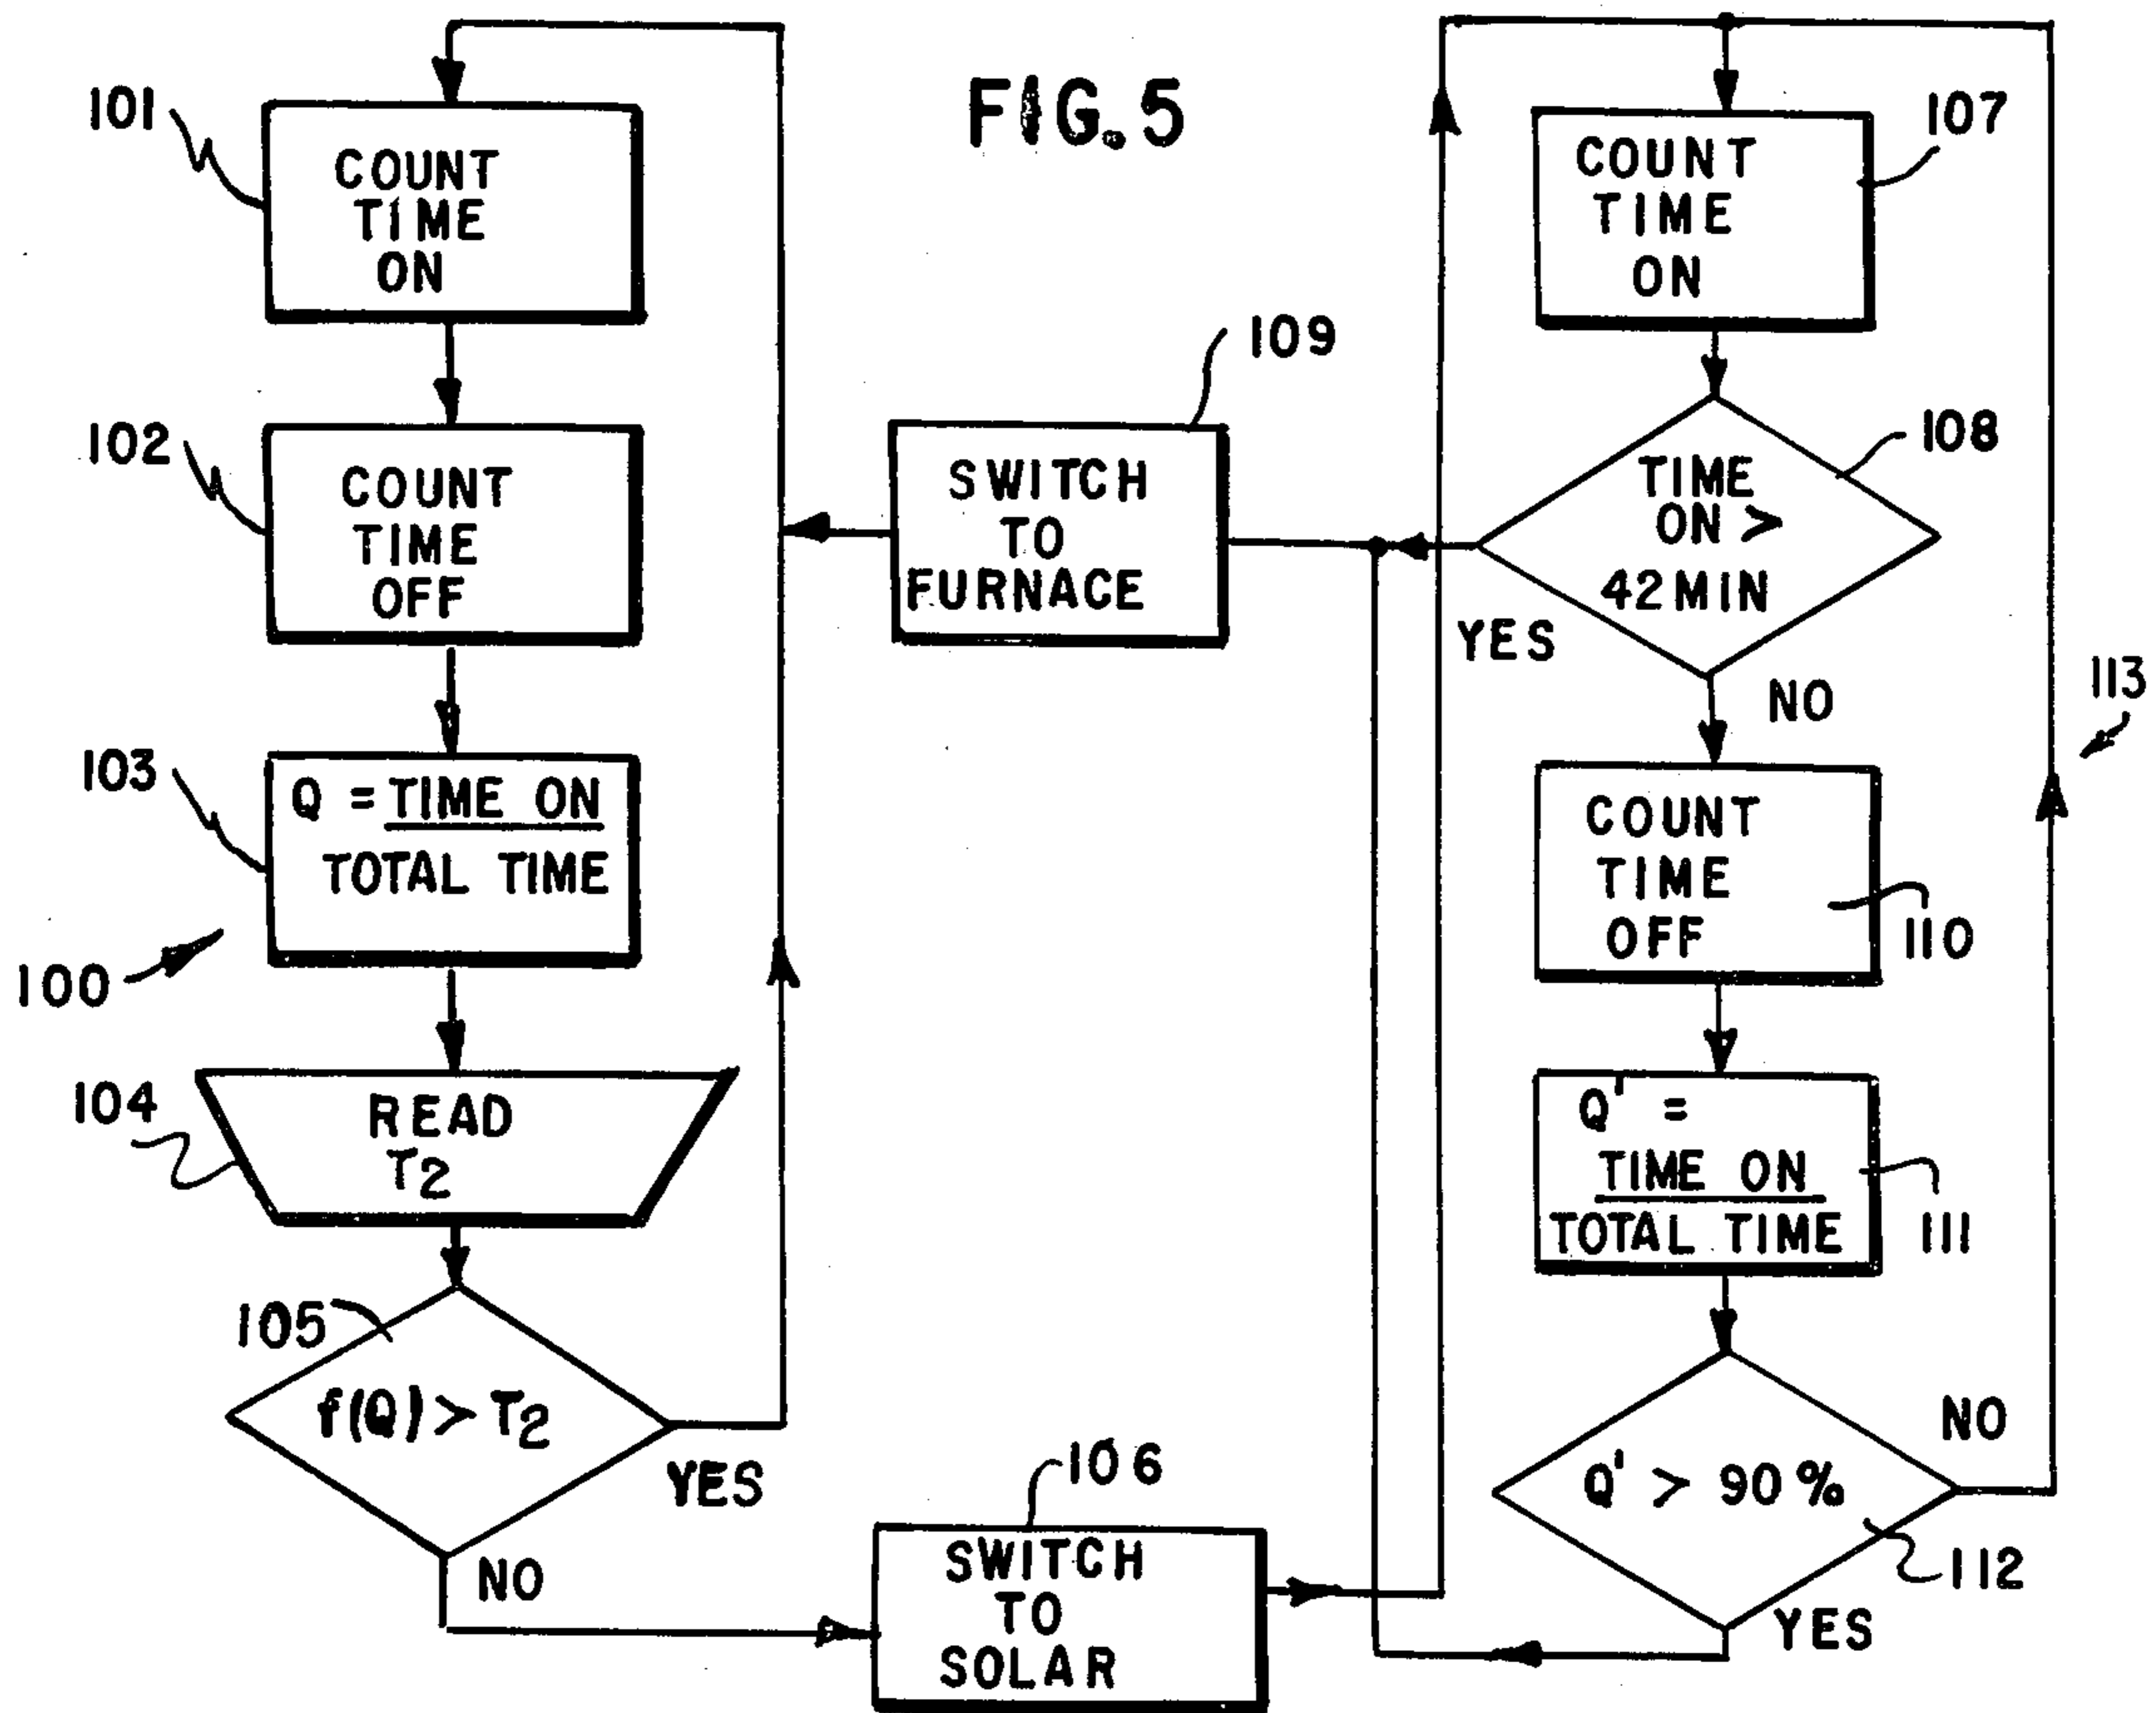 FIG. 5
101
COUNT
TIME
ON
102
COUNT
TIME
OFF
103
Q = TIME ON
TOTAL TIME
100
104
READ
T2
105
f(Q) > T2
YES
NO
106
SWITCH
TO
SOLAR
109
SWITCH
TO
FURNACE
107
COUNT
TIME
ON
108
TIME
ON >
42 MIN
YES
NO
113
COUNT
TIME
OFF
110
Q' =
TIME ON
TOTAL TIME
111
Q' > 90 %
NO
112
YES